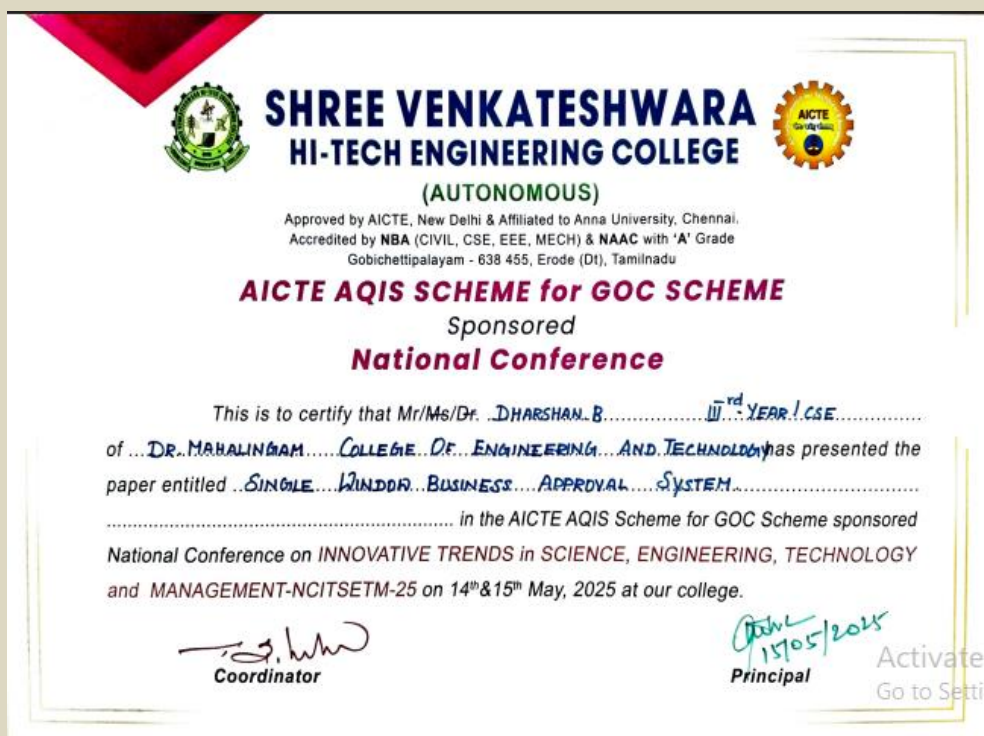 SHREE VENKATESHWARA
HI-TECH ENGINEERING COLLEGE
AICTE
(AUTONOMOUS)
Approved by AICTE, New Delhi & Affiliated to Anna University, Chennai.
Accredited by NBA (CIVIL, CSE, EEE, MECH) & NAAC with ‘A’ Grade
Gobichettipalayam - 638 455, Erode (Dt), Tamilnadu
AICTE AQIS SCHEME for GOC SCHEME
Sponsored
National Conference
This is to certify that Mr/Ms/Dr. DHARSHAN. B IIIrd YEAR / CSE
of DR. MAHALINGAM COLLEGE OF ENGINEERING AND TECHNOLOGY has presented the
paper entitled SINGLE WINDOW BUSINESS APPROVAL SYSTEM
in the AICTE AQIS Scheme for GOC Scheme sponsored
National Conference on INNOVATIVE TRENDS in SCIENCE, ENGINEERING, TECHNOLOGY
and MANAGEMENT-NCITSETM-25 on 14th&15th May, 2025 at our college.
15/05/2025
Coordinator
Principal
Activate
Go to Setti